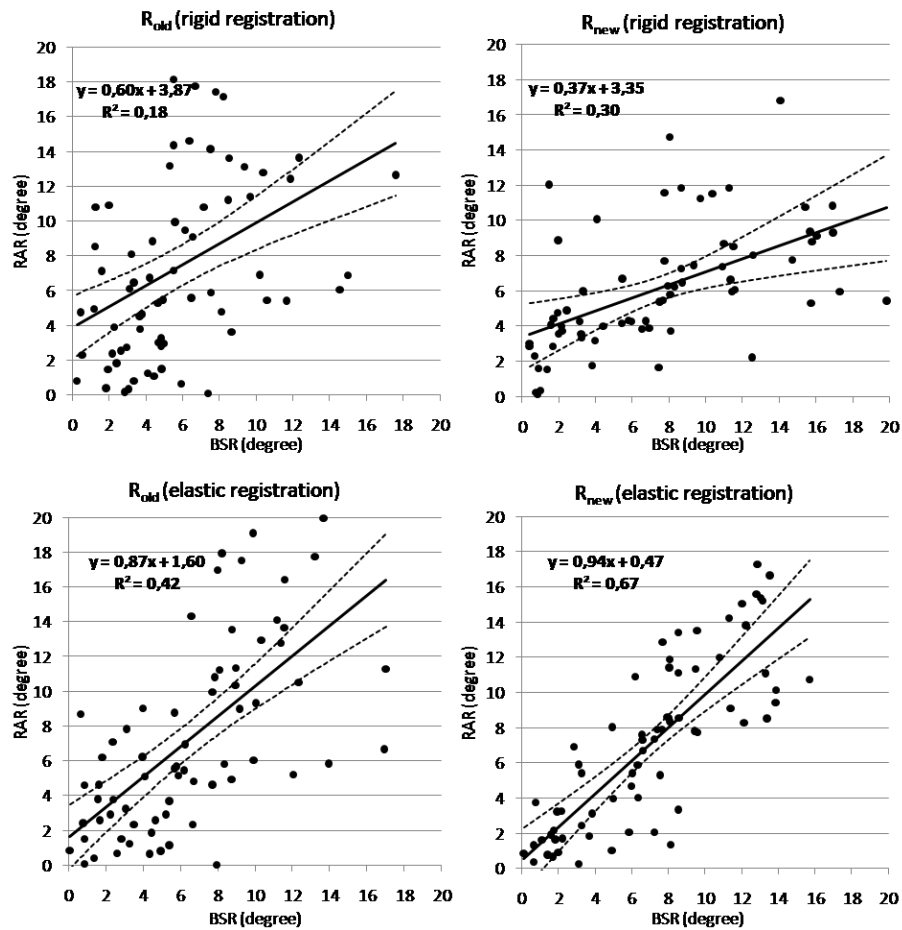 R_old (rigid registration)
20
18
16
14
12
10
8
6
4
2
0
y = 0,60x + 3,87
R² = 0,18
RAR (degree)
0 2 4 6 8 10 12 14 16 18
BSR (degree)
R_new (rigid registration)
20
18
16
14
12
10
8
6
4
2
0
y = 0,37x + 3,35
R² = 0,30
RAR (degree)
0 2 4 6 8 10 12 14 16 18 20
BSR (degree)
R_old (elastic registration)
20
18
16
14
12
10
8
6
4
2
0
y = 0,87x + 1,60
R² = 0,42
RAR (degree)
0 2 4 6 8 10 12 14 16 18
BSR (degree)
R_new (elastic registration)
20
18
16
14
12
10
8
6
4
2
0
y = 0,94x + 0,47
R² = 0,67
RAR (degree)
0 2 4 6 8 10 12 14 16 18 20
BSR (degree)